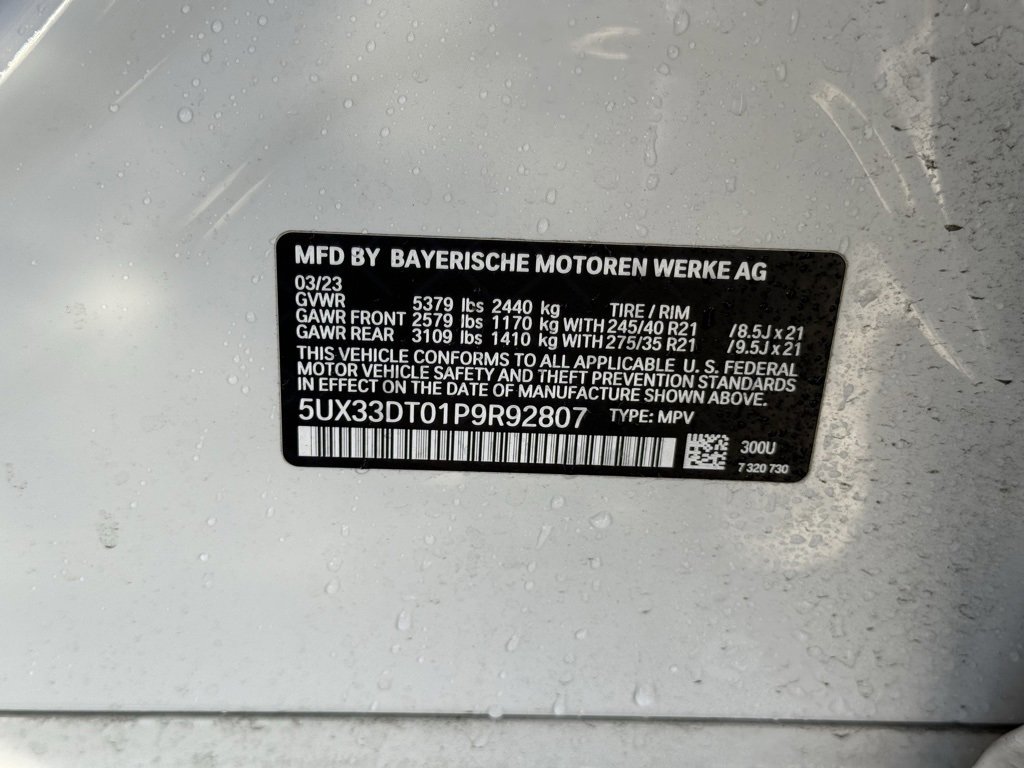 MFD BY BAYERISCHE MOTOREN WERKE AG
03/23
GVWR 5379 lbs 2440 kg TIRE / RIM
GAWR FRONT 2579 lbs 1170 kg WITH 245/40 R21 /8.5J x 21
GAWR REAR 3109 lbs 1410 kg WITH 275/35 R21 /9.5J x 21
THIS VEHICLE CONFORMS TO ALL APPLICABLE U. S. FEDERAL
MOTOR VEHICLE SAFETY AND THEFT PREVENTION STANDARDS
IN EFFECT ON THE DATE OF MANUFACTURE SHOWN ABOVE.
5UX33DT01P9R92807 TYPE: MPV
300U
7 320 730